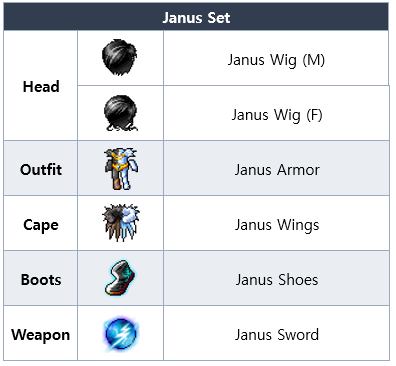 Janus Set
Head
Janus Wig (M)
Janus Wig (F)
Outfit
Janus Armor
Cape
Janus Wings
Boots
Janus Shoes
Weapon
Janus Sword